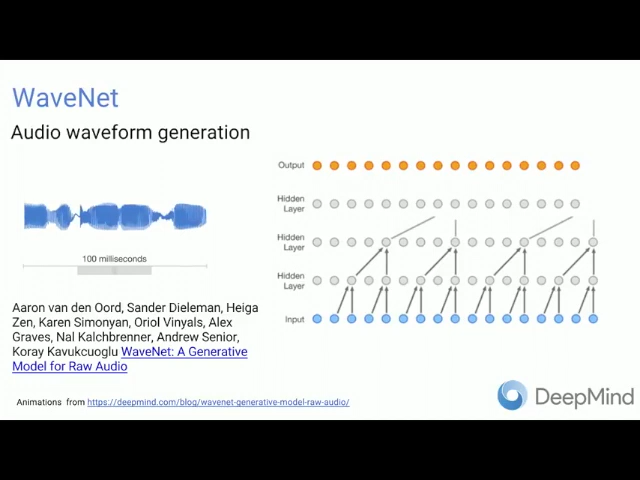 WaveNet
Audio waveform generation
Output
Hidden
Layer
Hidden
Layer
Hidden
Layer
Input
100 milliseconds
Aaron van den Oord, Sander Dieleman, Heiga
Zen, Karen Simonyan, Oriol Vinyals, Alex
Graves, Nal Kalchbrenner, Andrew Senior,
Koray Kavukcuoglu WaveNet: A Generative
Model for Raw Audio
Animations from https://deepmind.com/blog/wavenet-generative-model-raw-audio/
DeepMind